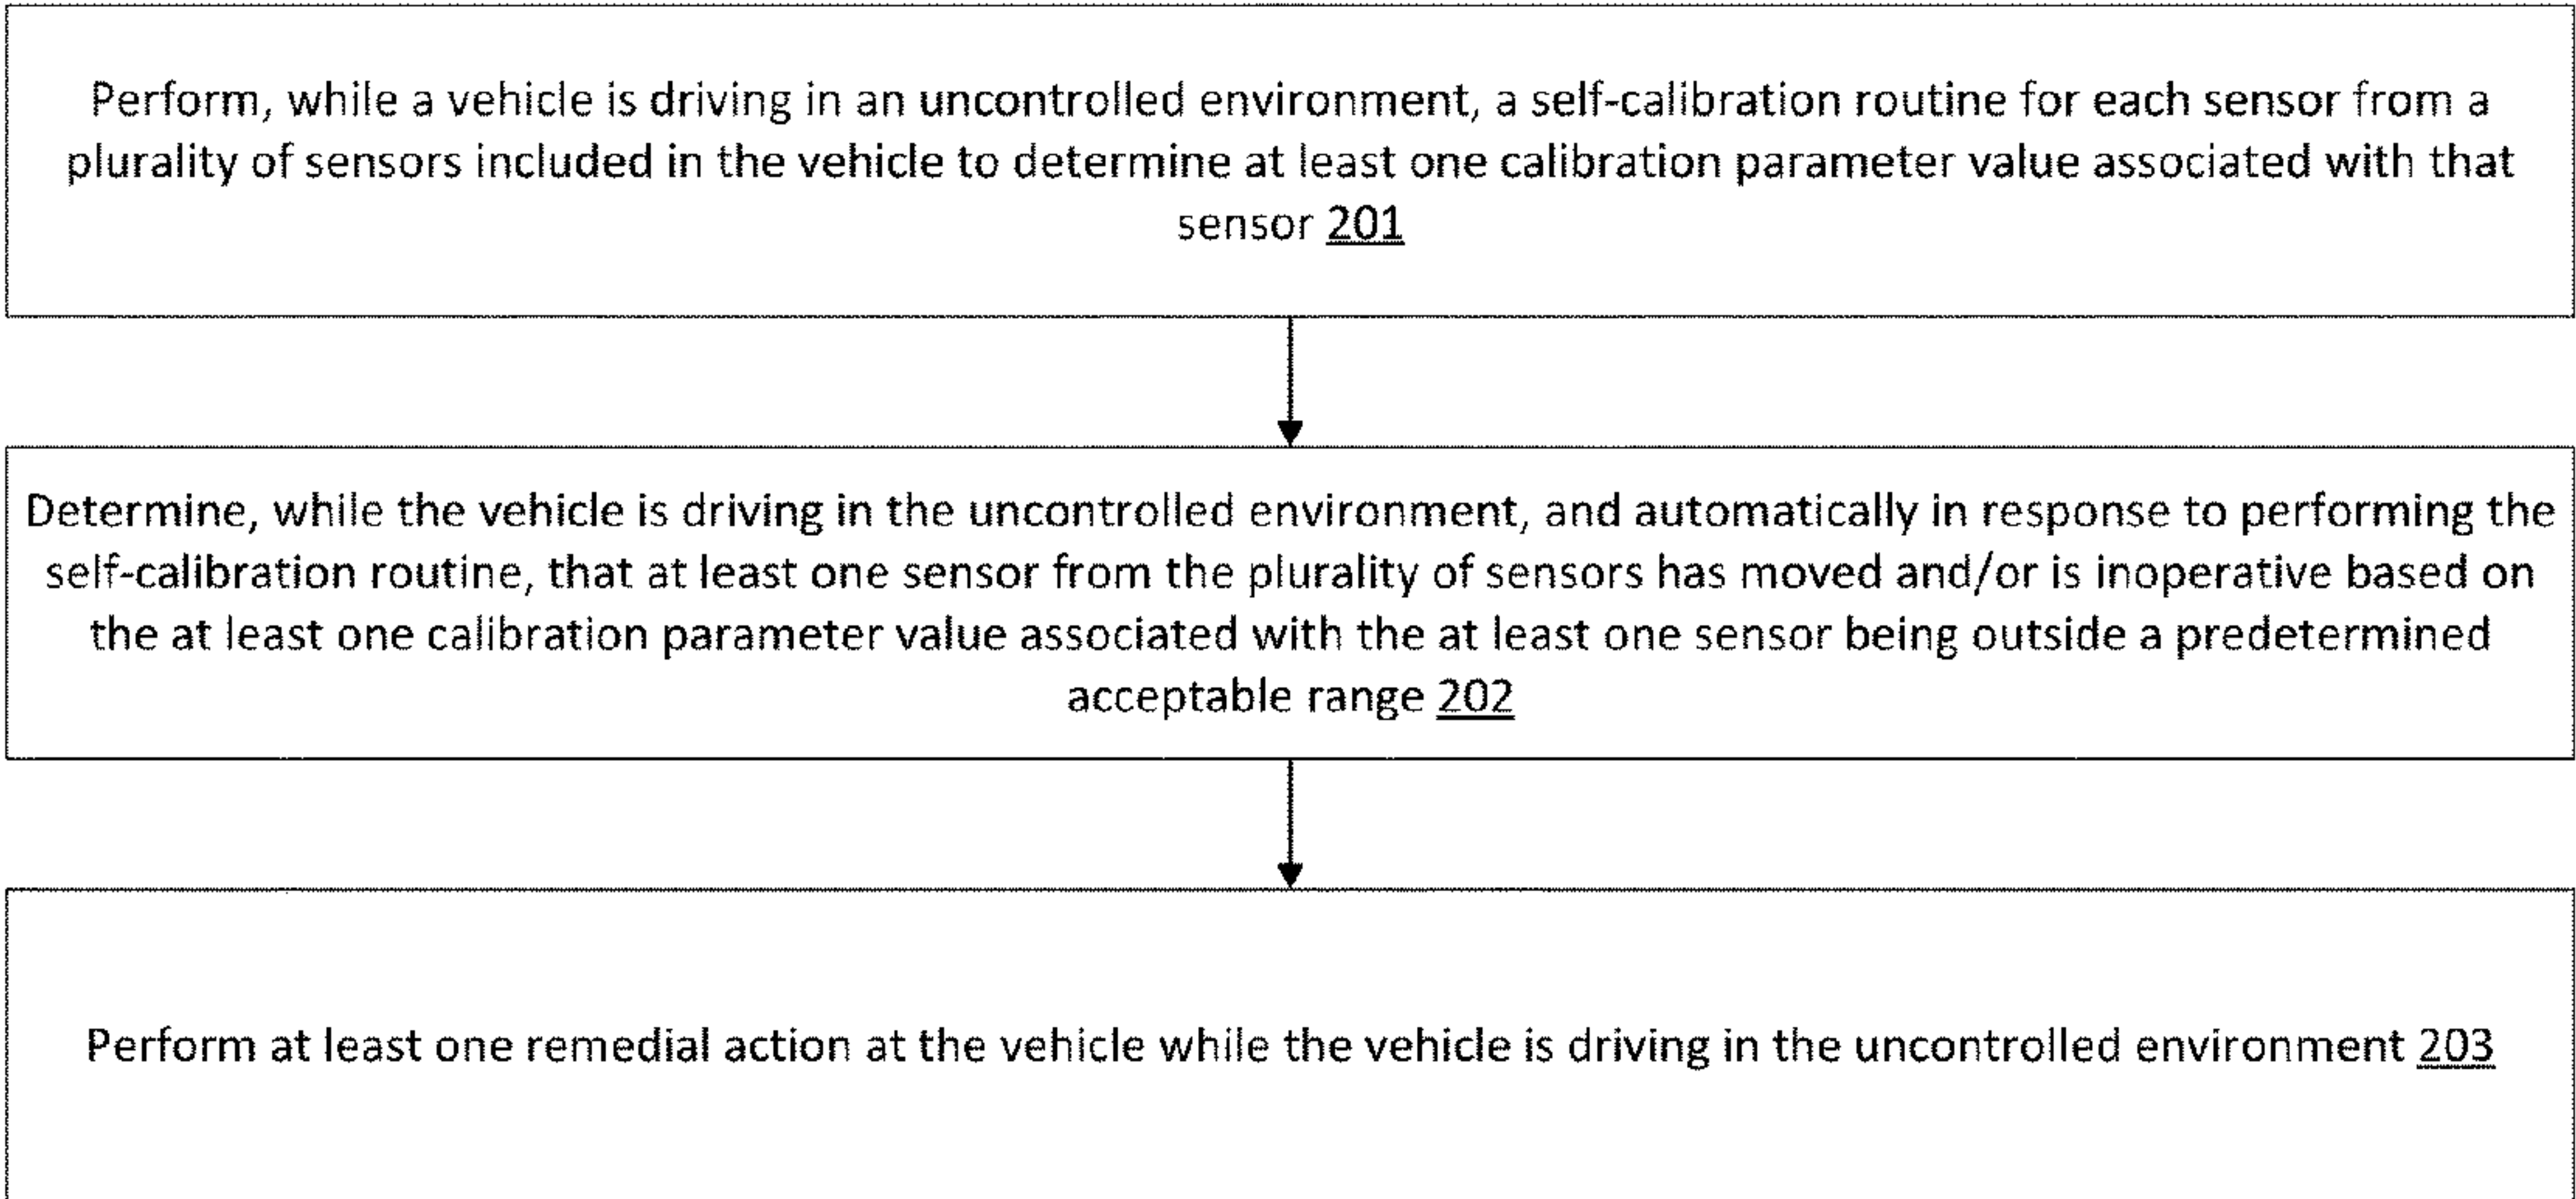 Perform, while a vehicle is driving in an uncontrolled environment, a self-calibration routine for each sensor from a
plurality of sensors included in the vehicle to determine at least one calibration parameter value associated with that
sensor 201
Determine, while the vehicle is driving in the uncontrolled environment, and automatically in response to performing the
self-calibration routine, that at least one sensor from the plurality of sensors has moved and/or is inoperative based on
the at least one calibration parameter value associated with the at least one sensor being outside a predetermined
acceptable range 202
Perform at least one remedial action at the vehicle while the vehicle is driving in the uncontrolled environment 203